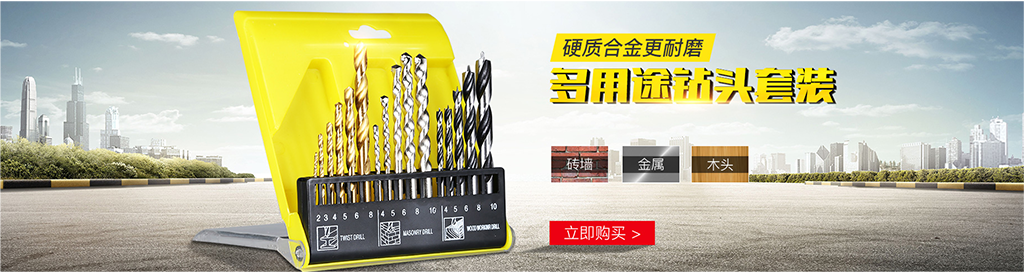 硬质合金更耐磨
多用途钻头套装
砖墙 金属 木头
立即购买 >
2 3 4 5 6 8 4 5 6 8 10 4 5 6 8 10
TWIST DRILL MASONRY DRILL WOOD WORKING DRILL